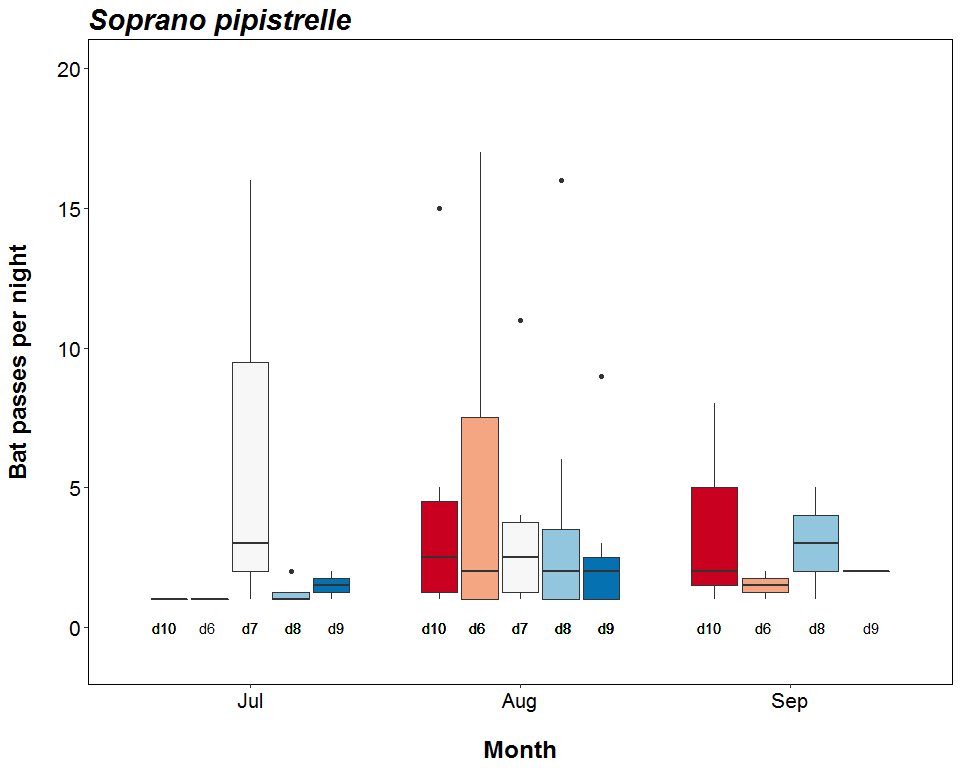 Soprano pipistrelle
Bat passes per night
20
15
10
5
0
d10 d6 d7 d8 d9 d10 d6 d7 d8 d9 d10 d6 d8 d9
Jul Aug Sep
Month